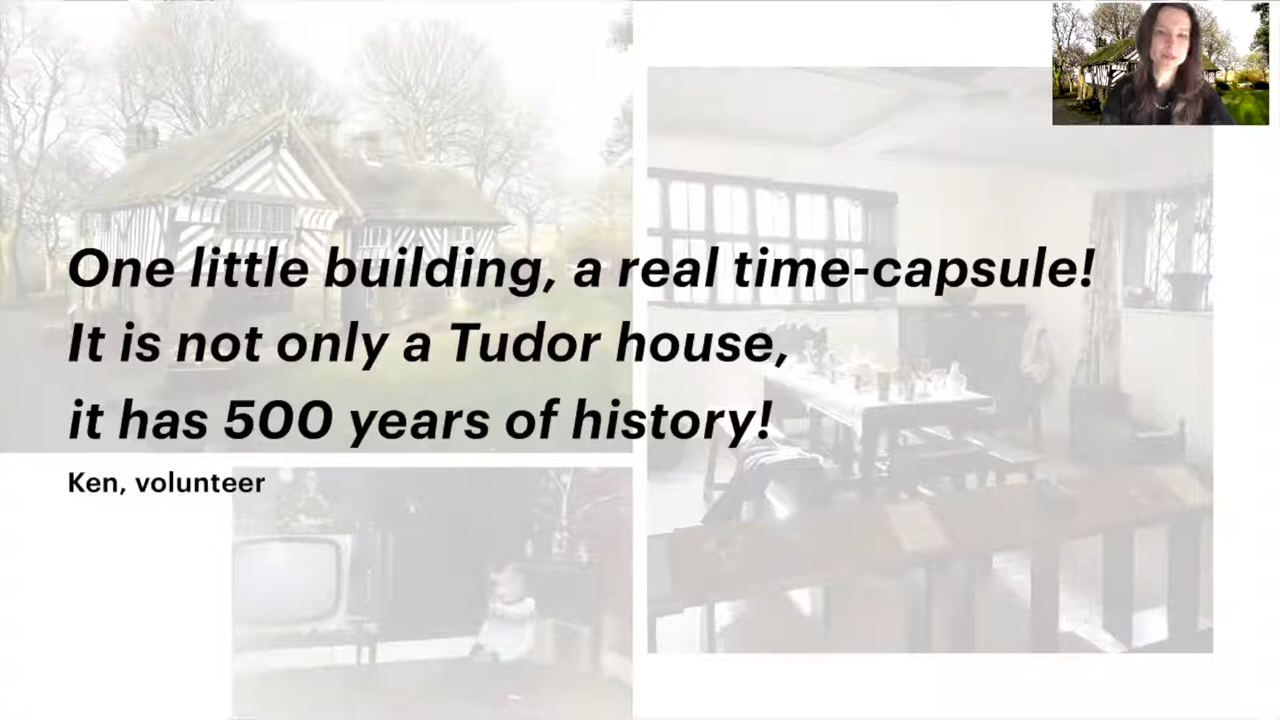 One little building, a real time-capsule!
It is not only a Tudor house,
it has 500 years of history!
Ken, volunteer